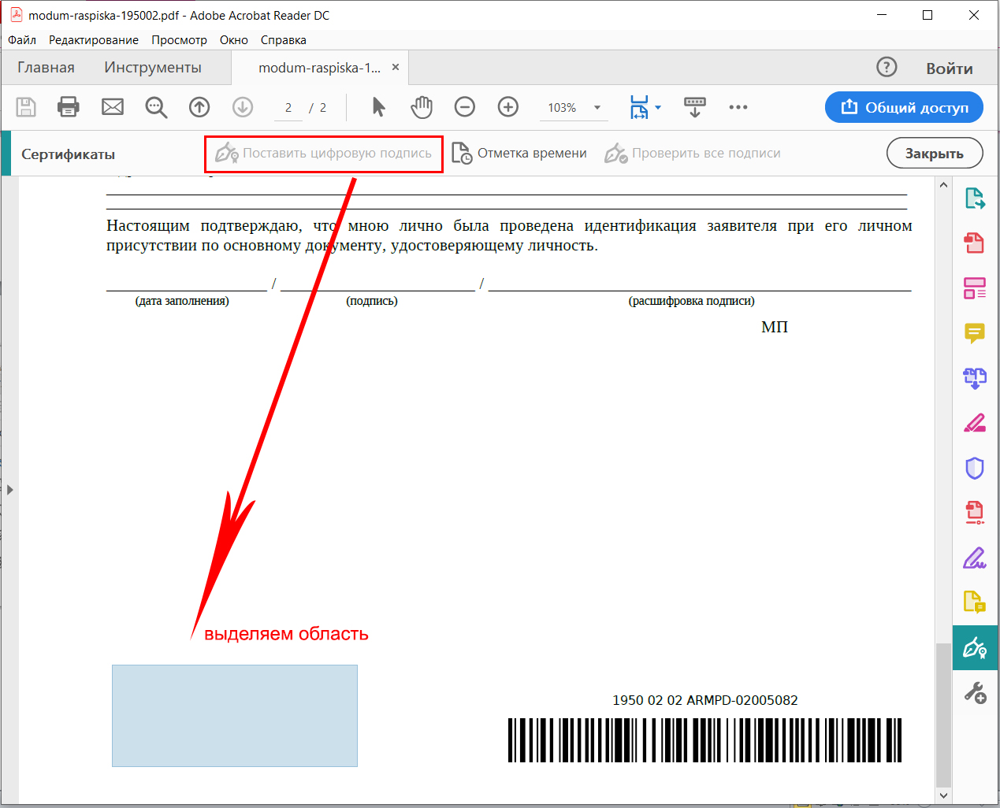 modum-raspiska-195002.pdf - Adobe Acrobat Reader DC
Файл Редактирование Просмотр Окно Справка
Главная Инструменты modum-raspiska-1... × ? Войти
2 / 2 103% Общий доступ
Сертификаты Поставить цифровую подпись Отметка времени Проверить все подписи Закрыть
Настоящим подтверждаю, что мною лично была проведена идентификация заявителя при его личном
присутствии по основному документу, удостоверяющему личность.
/ /
(дата заполнения) (подпись) (расшифровка подписи)
МП
выделяем область
1950 02 02 ARMPD-02005082